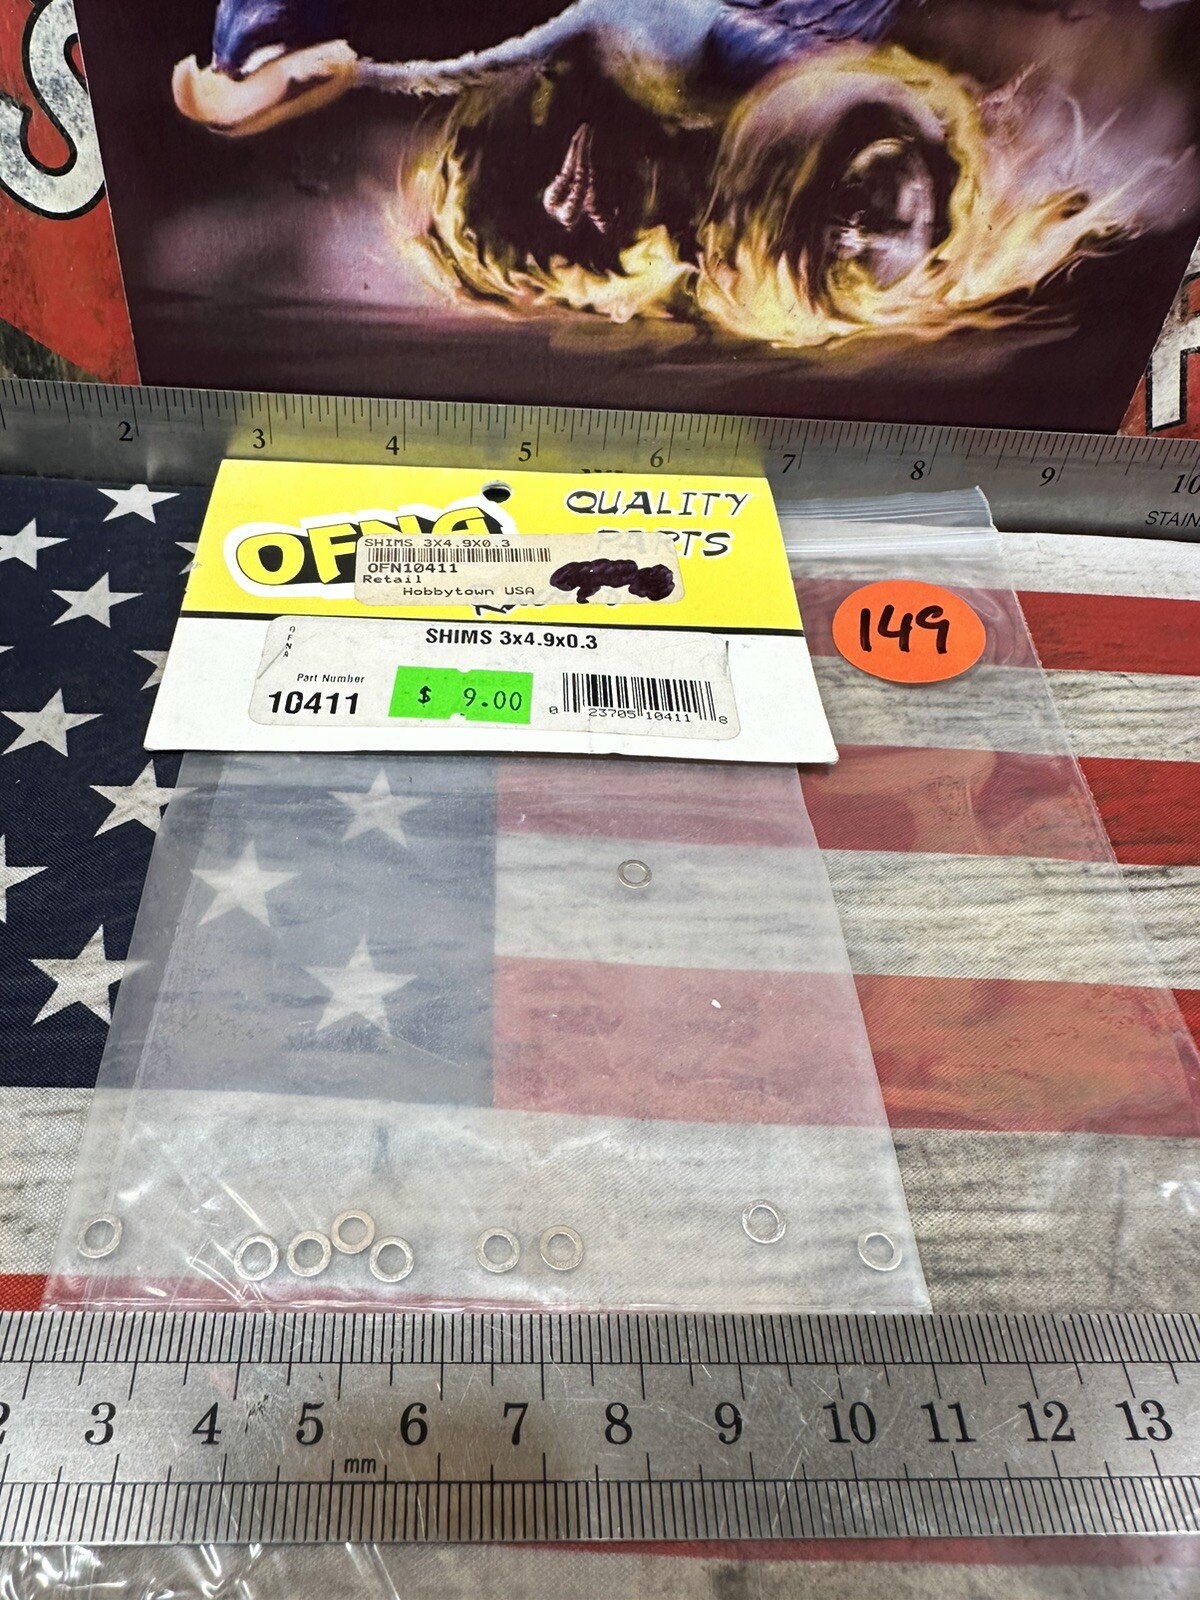 2 3 4 5 6 7 8 9 10
STAIN
OFNA
QUALITY
PARTS
SHIMS 3X4.9X0.3
OFN10411
Retail
Hobbytown USA
OFNA
SHIMS 3x4.9x0.3
Part Number
10411
$ 9.00
0 23705 10411 8
149
2 3 4 5 6 7 8 9 10 11 12 13
mm